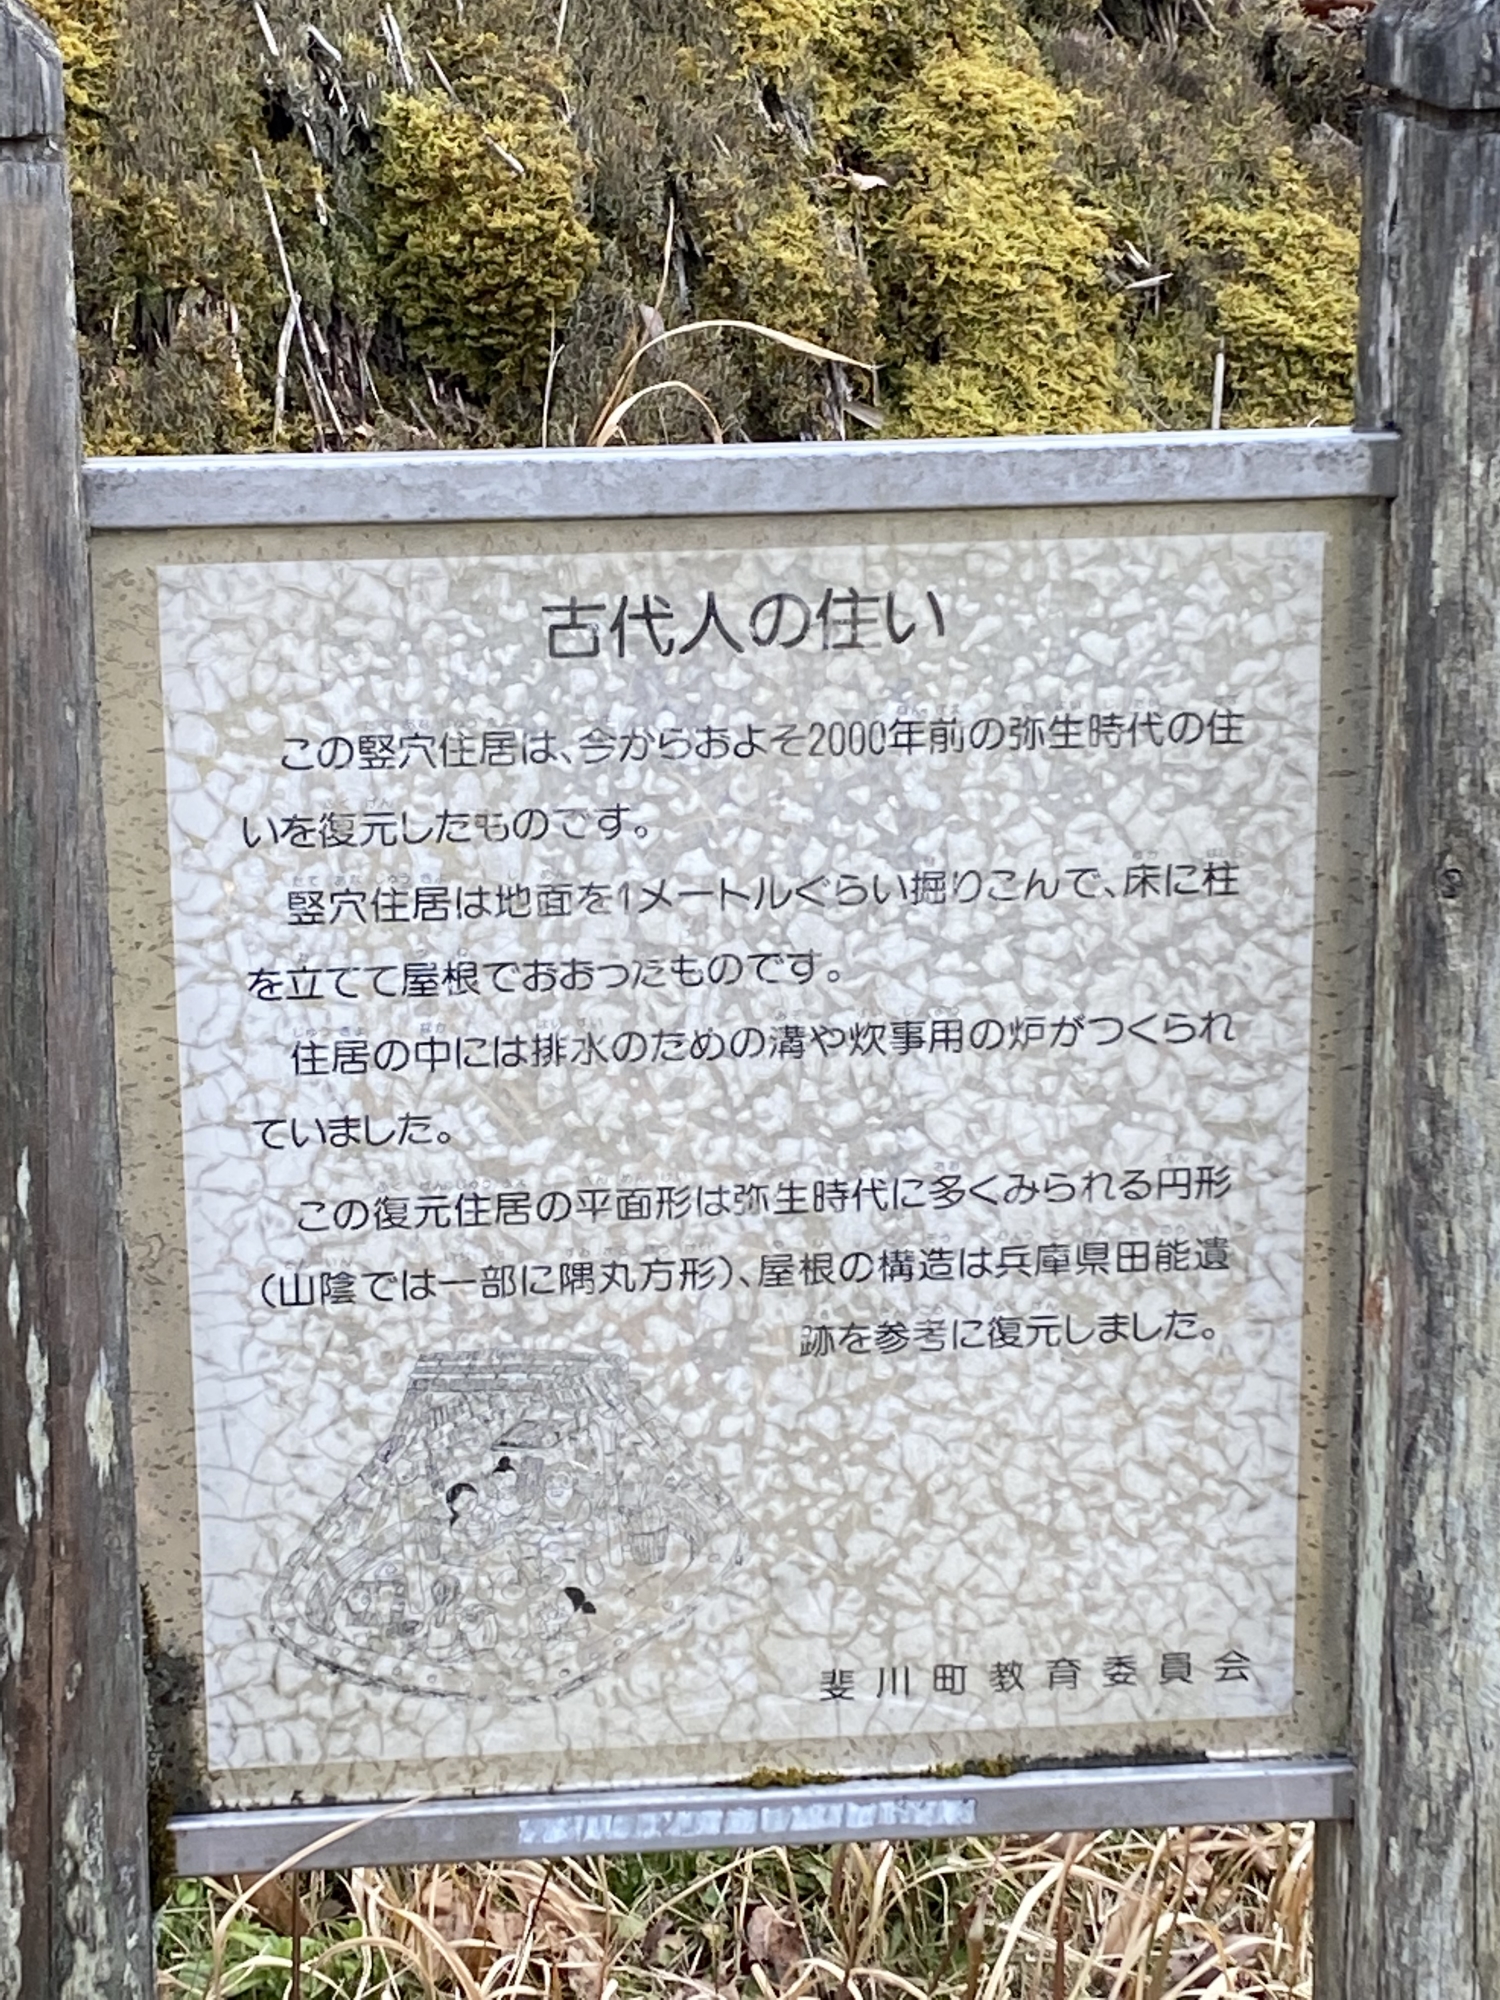 古代人の住い
この竪穴住居は、今からおよそ2000年前の弥生時代の住
いを復元したものです。
竪穴住居は地面を1メートルぐらい掘りこんで、床に柱
を立てて屋根でおおったものです。
住居の中には排水のための溝や炊事用の炉がつくられ
ていました。
この復元住居の平面形は弥生時代に多くみられる円形
（山陰では一部に隅丸方形）、屋根の構造は兵庫県田能遺
跡を参考に復元しました。
斐川町教育委員会